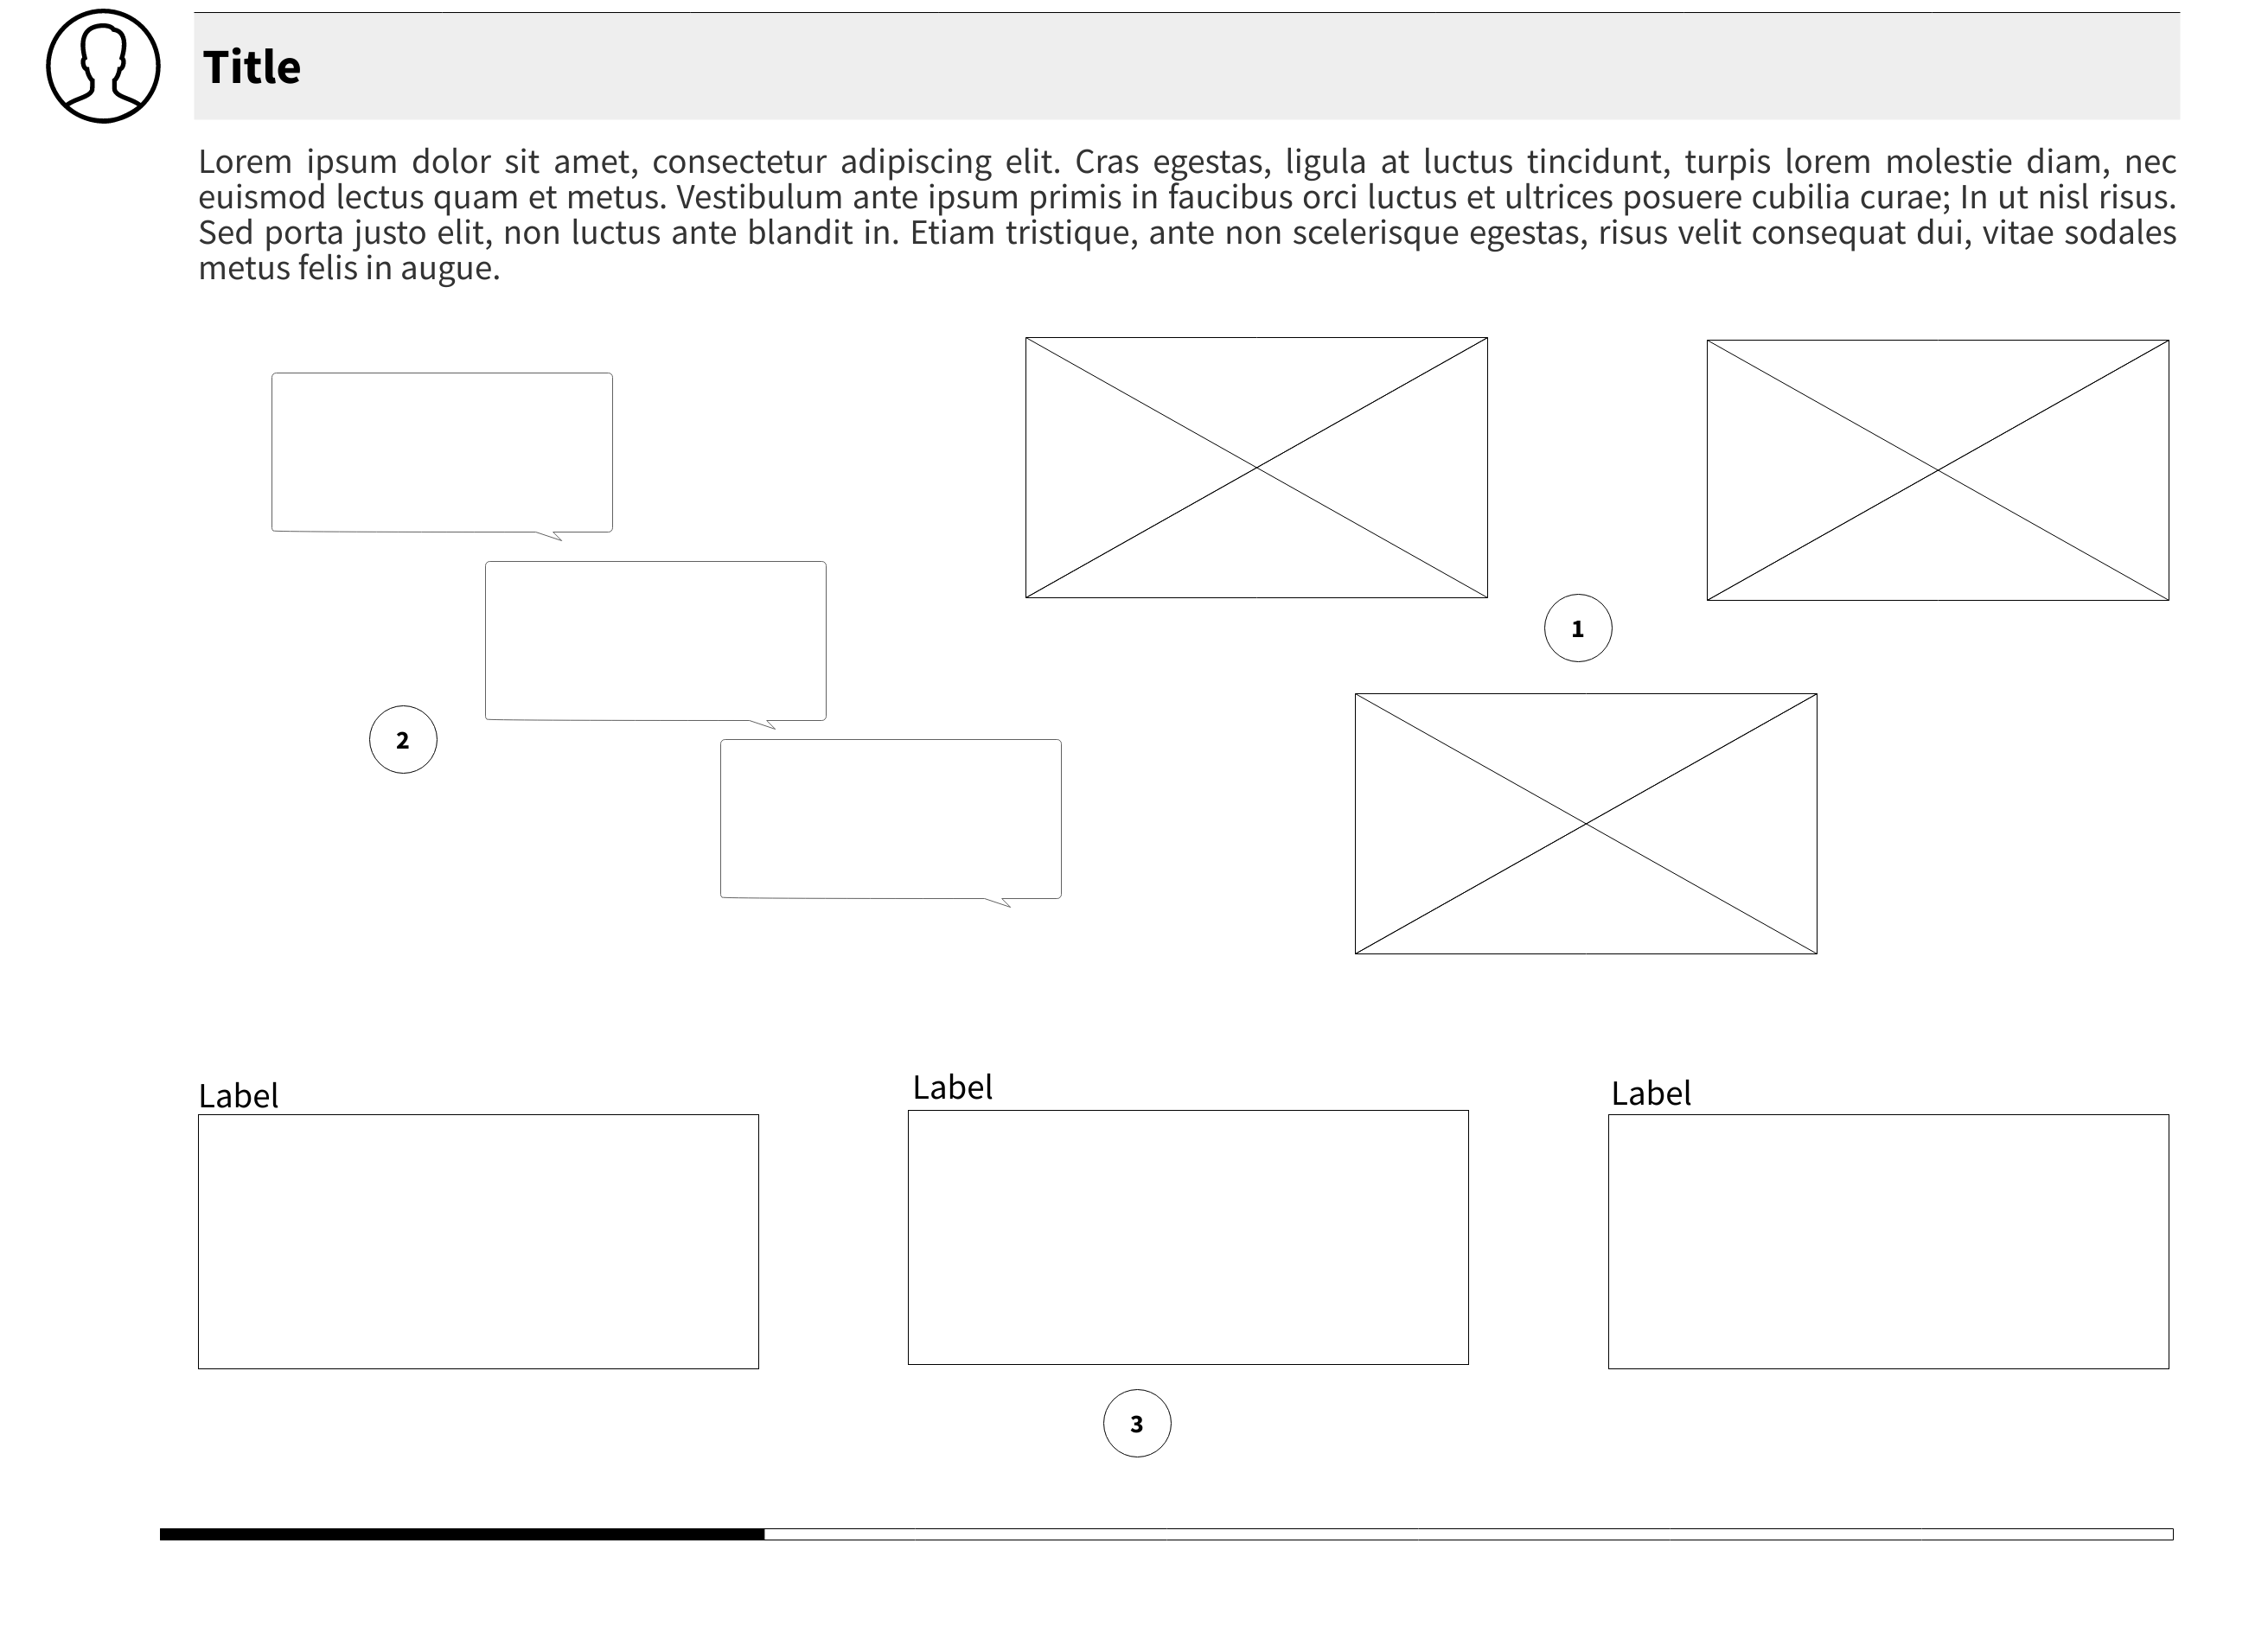 Title
Lorem ipsum dolor sit amet, consectetur adipiscing elit. Cras egestas, ligula at luctus tincidunt, turpis lorem molestie diam, nec
euismod lectus quam et metus. Vestibulum ante ipsum primis in faucibus orci luctus et ultrices posuere cubilia curae; In ut nisl risus.
Sed porta justo elit, non luctus ante blandit in. Etiam tristique, ante non scelerisque egestas, risus velit consequat dui, vitae sodales
metus felis in augue.
1
2
Label
Label
Label
3